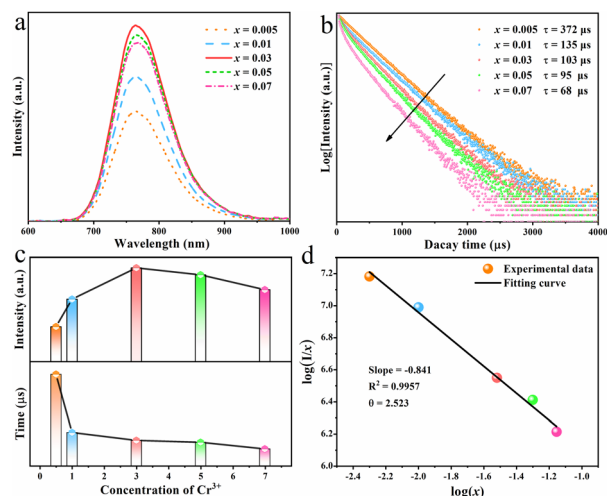 a
x = 0.005
x = 0.01
x = 0.03
x = 0.05
x = 0.07
Intensity (a.u.)
600 700 800 900 1000
Wavelength (nm)
b
x = 0.005 τ = 372 μs
x = 0.01 τ = 135 μs
x = 0.03 τ = 103 μs
x = 0.05 τ = 95 μs
x = 0.07 τ = 68 μs
Log[Intensity (a.u.)]
0 1000 2000 3000 4000
Dacay time (μs)
c
Intensity (a.u.)
Time (μs)
0 1 2 3 4 5 6 7
Concentration of Cr³⁺
d
Experimental data
Fitting curve
Slope = -0.841
R² = 0.9957
θ = 2.523
log(I/x)
7.2
7.0
6.8
6.6
6.4
6.2
6.0
-2.4 -2.2 -2.0 -1.8 -1.6 -1.4 -1.2 -1.0
log(x)